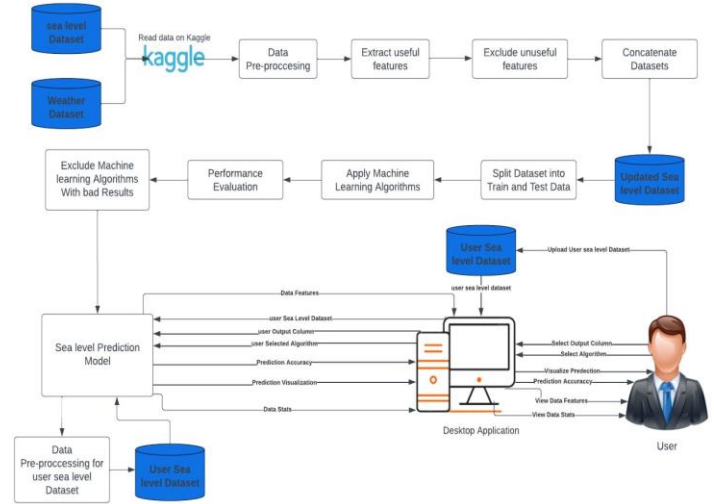 sea level
Dataset
Read data on Kaggle
kaggle
Data
Pre-proccesing
Extract useful
features
Exclude unuseful
features
Concatenate
Datasets
Weather
Dataset
Exclude Machine
learning Algorithms
With bad Results
Performance
Evaluation
Apply Machine
Learning Algorithms
Split Dataset into
Train and Test Data
Updated Sea
level Dataset
User Sea
level Dataset
Upload User sea level Dataset
user sea level dataset
Data Features
user Sea Level Dataset
user Output Column
user Selected Algorithm
Prediction Accuracy
Prediction Visualization
Data Stats
Sea level Prediction
Model
Select Output Column
Select Algorithm
Visualize Predection
Prediction Accuraccy
View Data Features
View Data Stats
Desktop Application
User
Data
Pre-proccessing for
user sea level
Dataset
User Sea
level Dataset